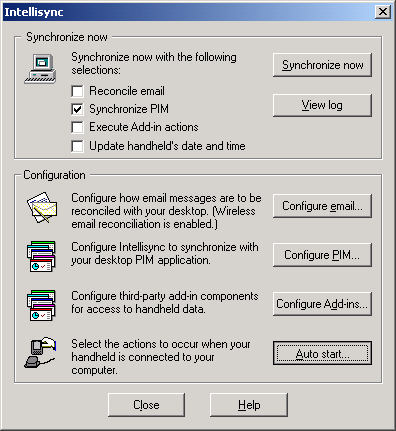 Intellisync
Synchronize now
Synchronize now with the following
selections:
Synchronize now
Reconcile email
Synchronize PIM
View log
Execute Add-in actions
Update handheld's date and time
Configuration
Configure how email messages are to be
reconciled with your desktop. (Wireless
email reconciliation is enabled.)
Configure email...
Configure Intellisync to synchronize with
your desktop PIM application.
Configure PIM...
Configure third-party add-in components
for access to handheld data.
Configure Add-ins...
Select the actions to occur when your
handheld is connected to your
computer.
Auto start...
Close
Help